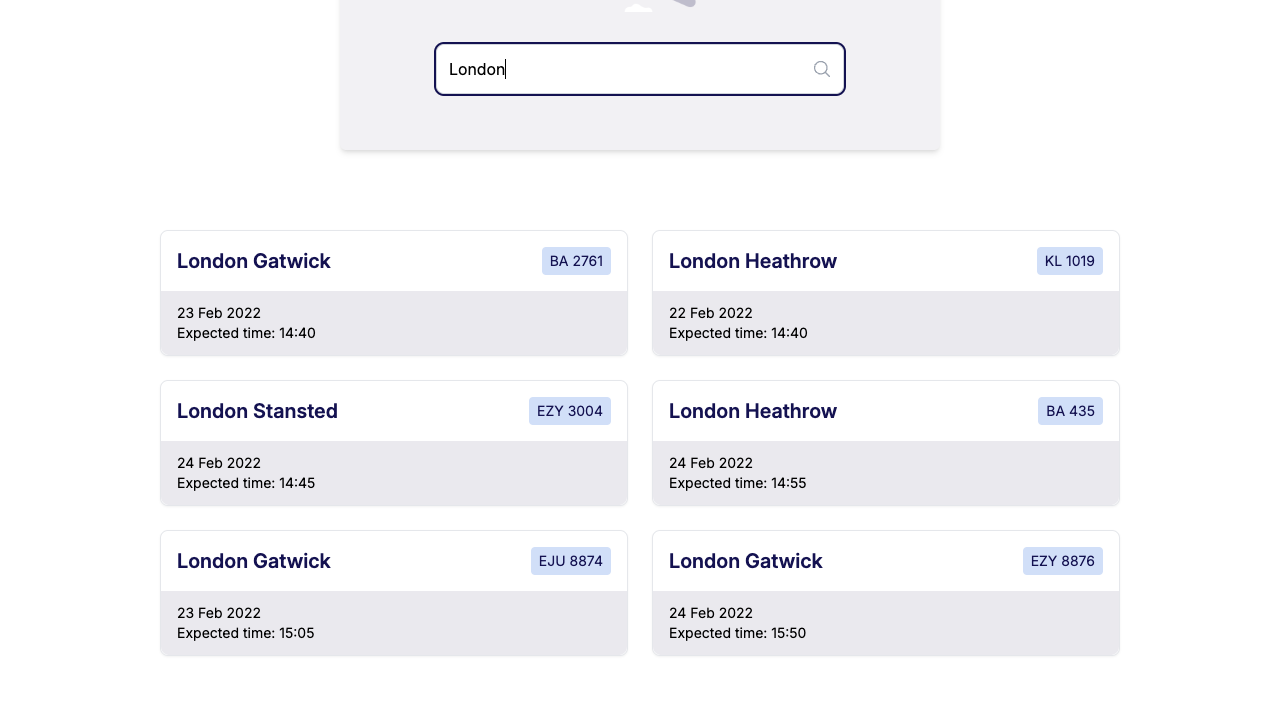 London
London Gatwick BA 2761
23 Feb 2022
Expected time: 14:40
London Heathrow KL 1019
22 Feb 2022
Expected time: 14:40
London Stansted EZY 3004
24 Feb 2022
Expected time: 14:45
London Heathrow BA 435
24 Feb 2022
Expected time: 14:55
London Gatwick EJU 8874
23 Feb 2022
Expected time: 15:05
London Gatwick EZY 8876
24 Feb 2022
Expected time: 15:50